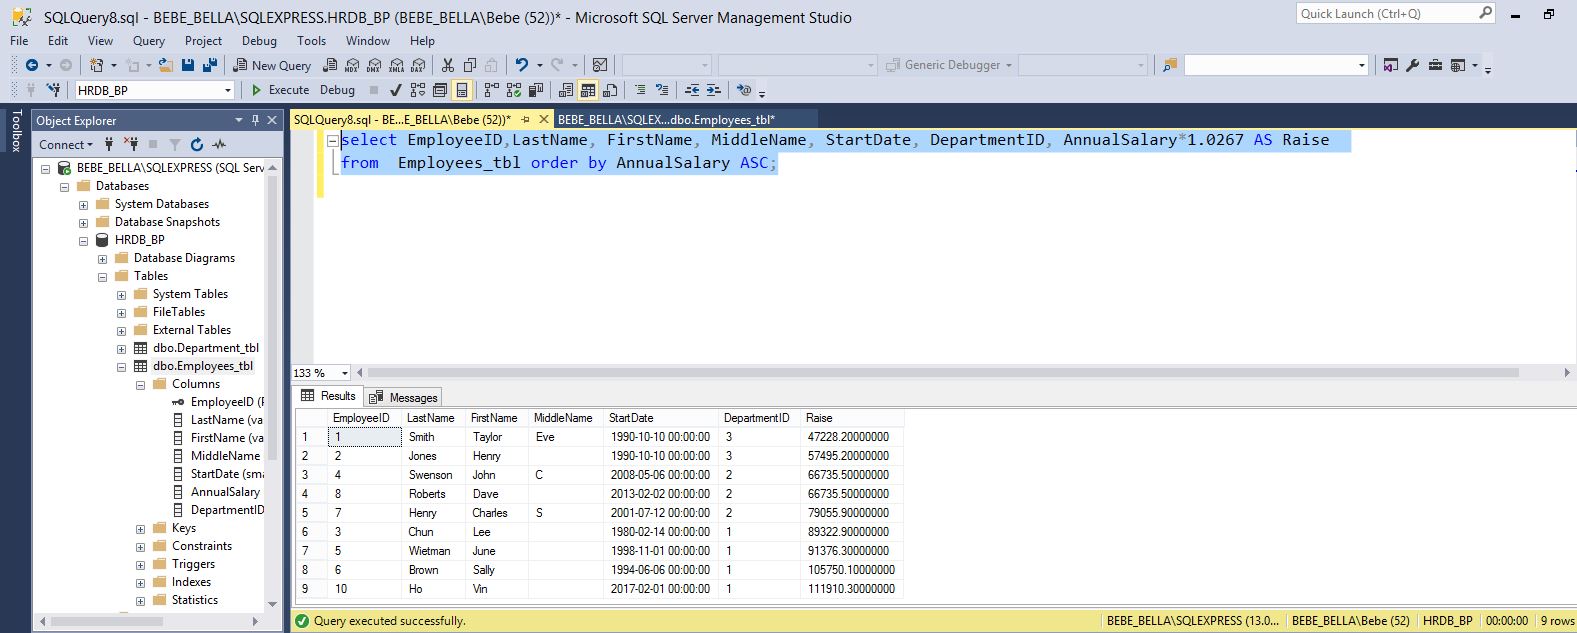 SQLQuery8.sql - BEBE_BELLA\SQLEXPRESS.HRDB_BP (BEBE_BELLA\Bebe (52))* - Microsoft SQL Server Management Studio
Quick Launch (Ctrl+Q)
File Edit View Query Project Debug Tools Window Help
New Query MDX DMX XMLA DAX Generic Debugger
HRDB_BP Execute Debug
Toolbox
Object Explorer
SQLQuery8.sql - BE...E_BELLA\Bebe (52))* BEBE_BELLA\SQLEX...dbo.Employees_tbl*
Connect
BEBE_BELLA\SQLEXPRESS (SQL Serv
Databases
System Databases
Database Snapshots
HRDB_BP
Database Diagrams
Tables
System Tables
FileTables
External Tables
dbo.Department_tbl
dbo.Employees_tbl
Columns
EmployeeID (F
LastName (va
FirstName (va
MiddleName
StartDate (sma
AnnualSalary
DepartmentID
Keys
Constraints
Triggers
Indexes
Statistics
select EmployeeID,LastName, FirstName, MiddleName, StartDate, DepartmentID, AnnualSalary*1.0267 AS Raise
from  Employees_tbl order by AnnualSalary ASC;
133 %
Results Messages
EmployeeID LastName FirstName MiddleName StartDate DepartmentID Raise
1 1 Smith Taylor Eve 1990-10-10 00:00:00 3 47228.20000000
2 2 Jones Henry 1990-10-10 00:00:00 3 57495.20000000
3 4 Swenson John C 2008-05-06 00:00:00 2 66735.50000000
4 8 Roberts Dave 2013-02-02 00:00:00 2 66735.50000000
5 7 Henry Charles S 2001-07-12 00:00:00 2 79055.90000000
6 3 Chun Lee 1980-02-14 00:00:00 1 89322.90000000
7 5 Wietman June 1998-11-01 00:00:00 1 91376.30000000
8 6 Brown Sally 1994-06-06 00:00:00 1 105750.10000000
9 10 Ho Vin 2017-02-01 00:00:00 1 111910.30000000
Query executed successfully. BEBE_BELLA\SQLEXPRESS (13.0... BEBE_BELLA\Bebe (52) HRDB_BP 00:00:00 9 rows